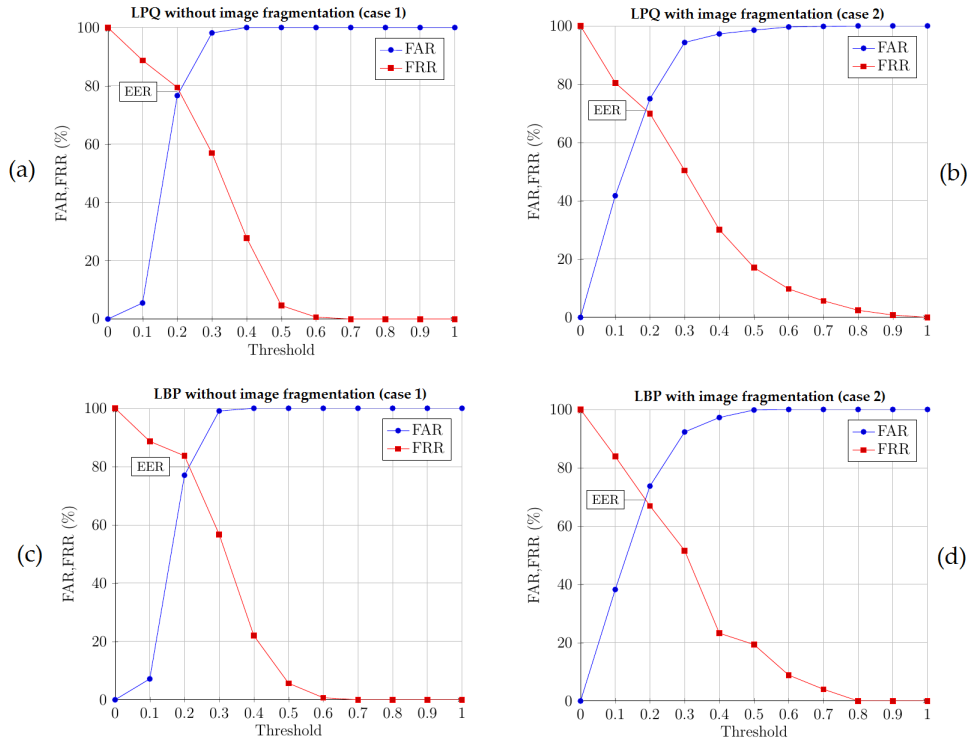 LPQ without image fragmentation (case 1)
100
80
60
40
20
0
FAR,FRR (%)
EER
FAR
FRR
0 0.1 0.2 0.3 0.4 0.5 0.6 0.7 0.8 0.9 1
Threshold
(a)
LPQ with image fragmentation (case 2)
100
80
60
40
20
0
FAR,FRR (%)
EER
FAR
FRR
0 0.1 0.2 0.3 0.4 0.5 0.6 0.7 0.8 0.9 1
(b)
LBP without image fragmentation (case 1)
100
80
60
40
20
0
FAR,FRR (%)
EER
FAR
FRR
0 0.1 0.2 0.3 0.4 0.5 0.6 0.7 0.8 0.9 1
Threshold
(c)
LBP with image fragmentation (case 2)
100
80
60
40
20
0
FAR,FRR (%)
EER
FAR
FRR
0 0.1 0.2 0.3 0.4 0.5 0.6 0.7 0.8 0.9 1
Threshold
(d)